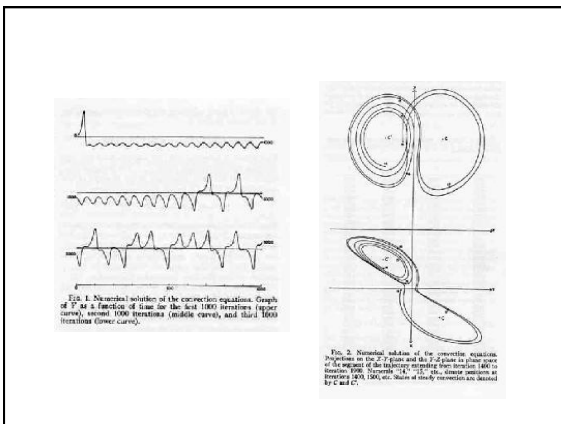 FIG. 1. Numerical solution of the convection equations. Graph
of Y as a function of time for the first 1000 iterations (upper
curve), second 1000 iterations (middle curve), and third 1000
iterations (lower curve).
FIG. 2. Numerical solution of the convection equations.
Projections on the X-Y-plane and the Y-Z-plane in phase space
of the segment of the trajectory extending from iteration 1400 to
iteration 1900. Numerals "14," "15," etc., denote positions at
iterations 1400, 1500, etc. States of steady convection are denoted
by C and C'.